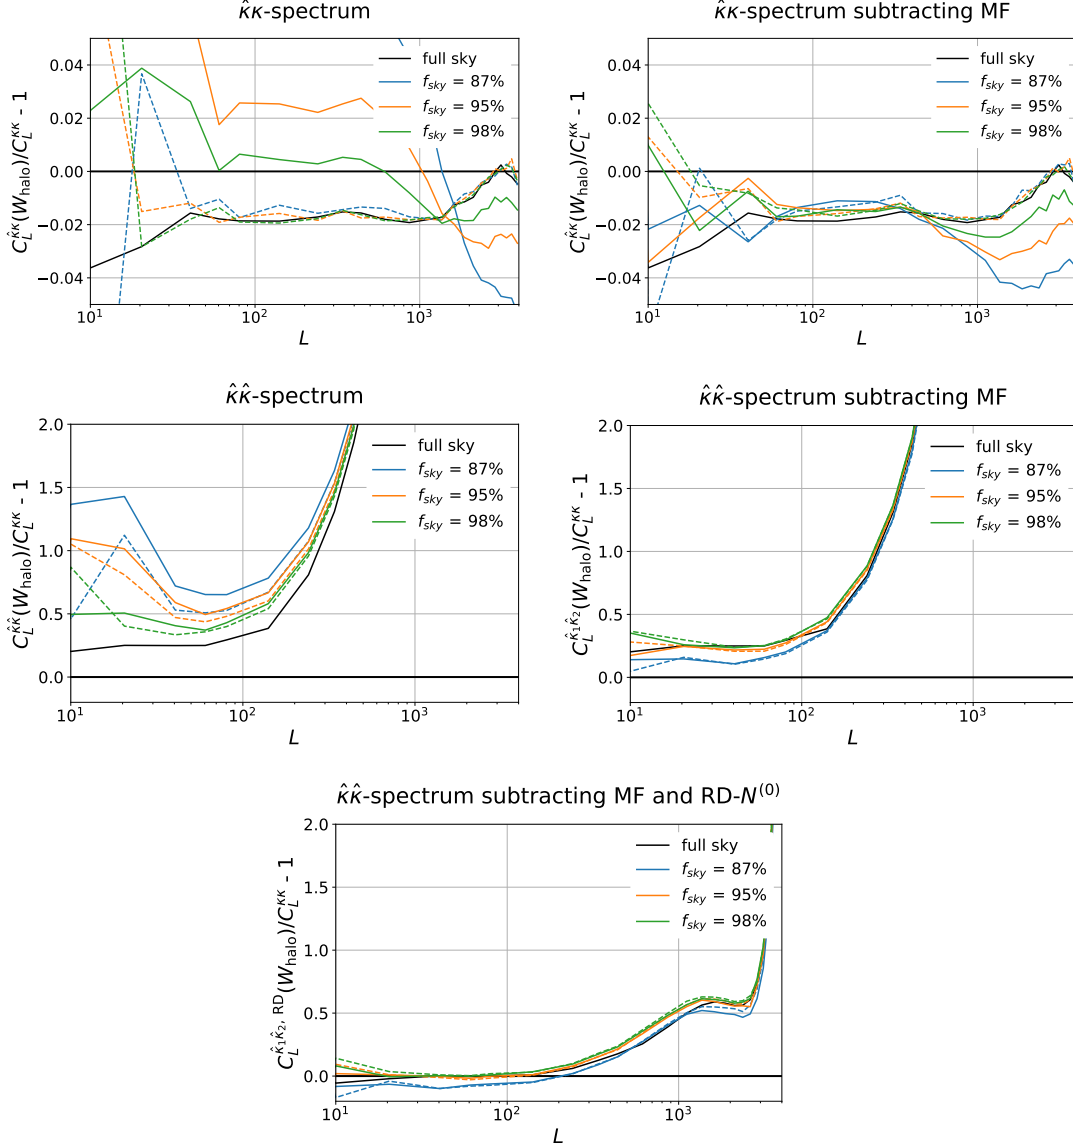 κ̂κ-spectrum
κ̂κ-spectrum subtracting MF
C_L^{κ̂κ}(W_halo)/C_L^{κκ} - 1
0.04
0.02
0.00
−0.02
−0.04
full sky
f_sky = 87%
f_sky = 95%
f_sky = 98%
10^1
10^2
10^3
L
C_L^{κ̂κ}(W_halo)/C_L^{κκ} - 1
0.04
0.02
0.00
−0.02
−0.04
full sky
f_sky = 87%
f_sky = 95%
f_sky = 98%
10^1
10^2
10^3
L
κ̂κ̂-spectrum
κ̂κ̂-spectrum subtracting MF
C_L^{κ̂κ̂}(W_halo)/C_L^{κκ} - 1
2.0
1.5
1.0
0.5
0.0
full sky
f_sky = 87%
f_sky = 95%
f_sky = 98%
10^1
10^2
10^3
L
C_L^{κ̂_1κ̂_2}(W_halo)/C_L^{κκ} - 1
2.0
1.5
1.0
0.5
0.0
full sky
f_sky = 87%
f_sky = 95%
f_sky = 98%
10^1
10^2
10^3
L
κ̂κ̂-spectrum subtracting MF and RD-N^{(0)}
C_L^{κ̂_1κ̂_2, RD}(W_halo)/C_L^{κκ} - 1
2.0
1.5
1.0
0.5
0.0
full sky
f_sky = 87%
f_sky = 95%
f_sky = 98%
10^1
10^2
10^3
L